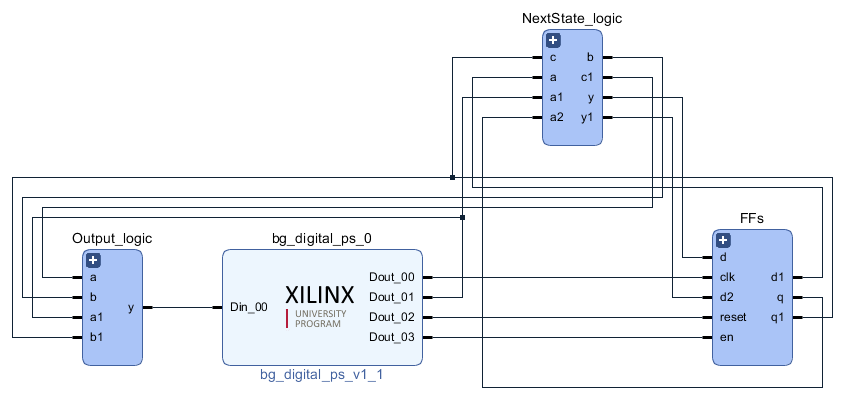 NextState_logic
c b
a c1
a1 y
a2 y1
Output_logic
a
b
a1
b1
y
bg_digital_ps_0
Din_00
XILINX
UNIVERSITY
PROGRAM
Dout_00
Dout_01
Dout_02
Dout_03
bg_digital_ps_v1_1
FFs
d
clk d1
d2 q
reset q1
en